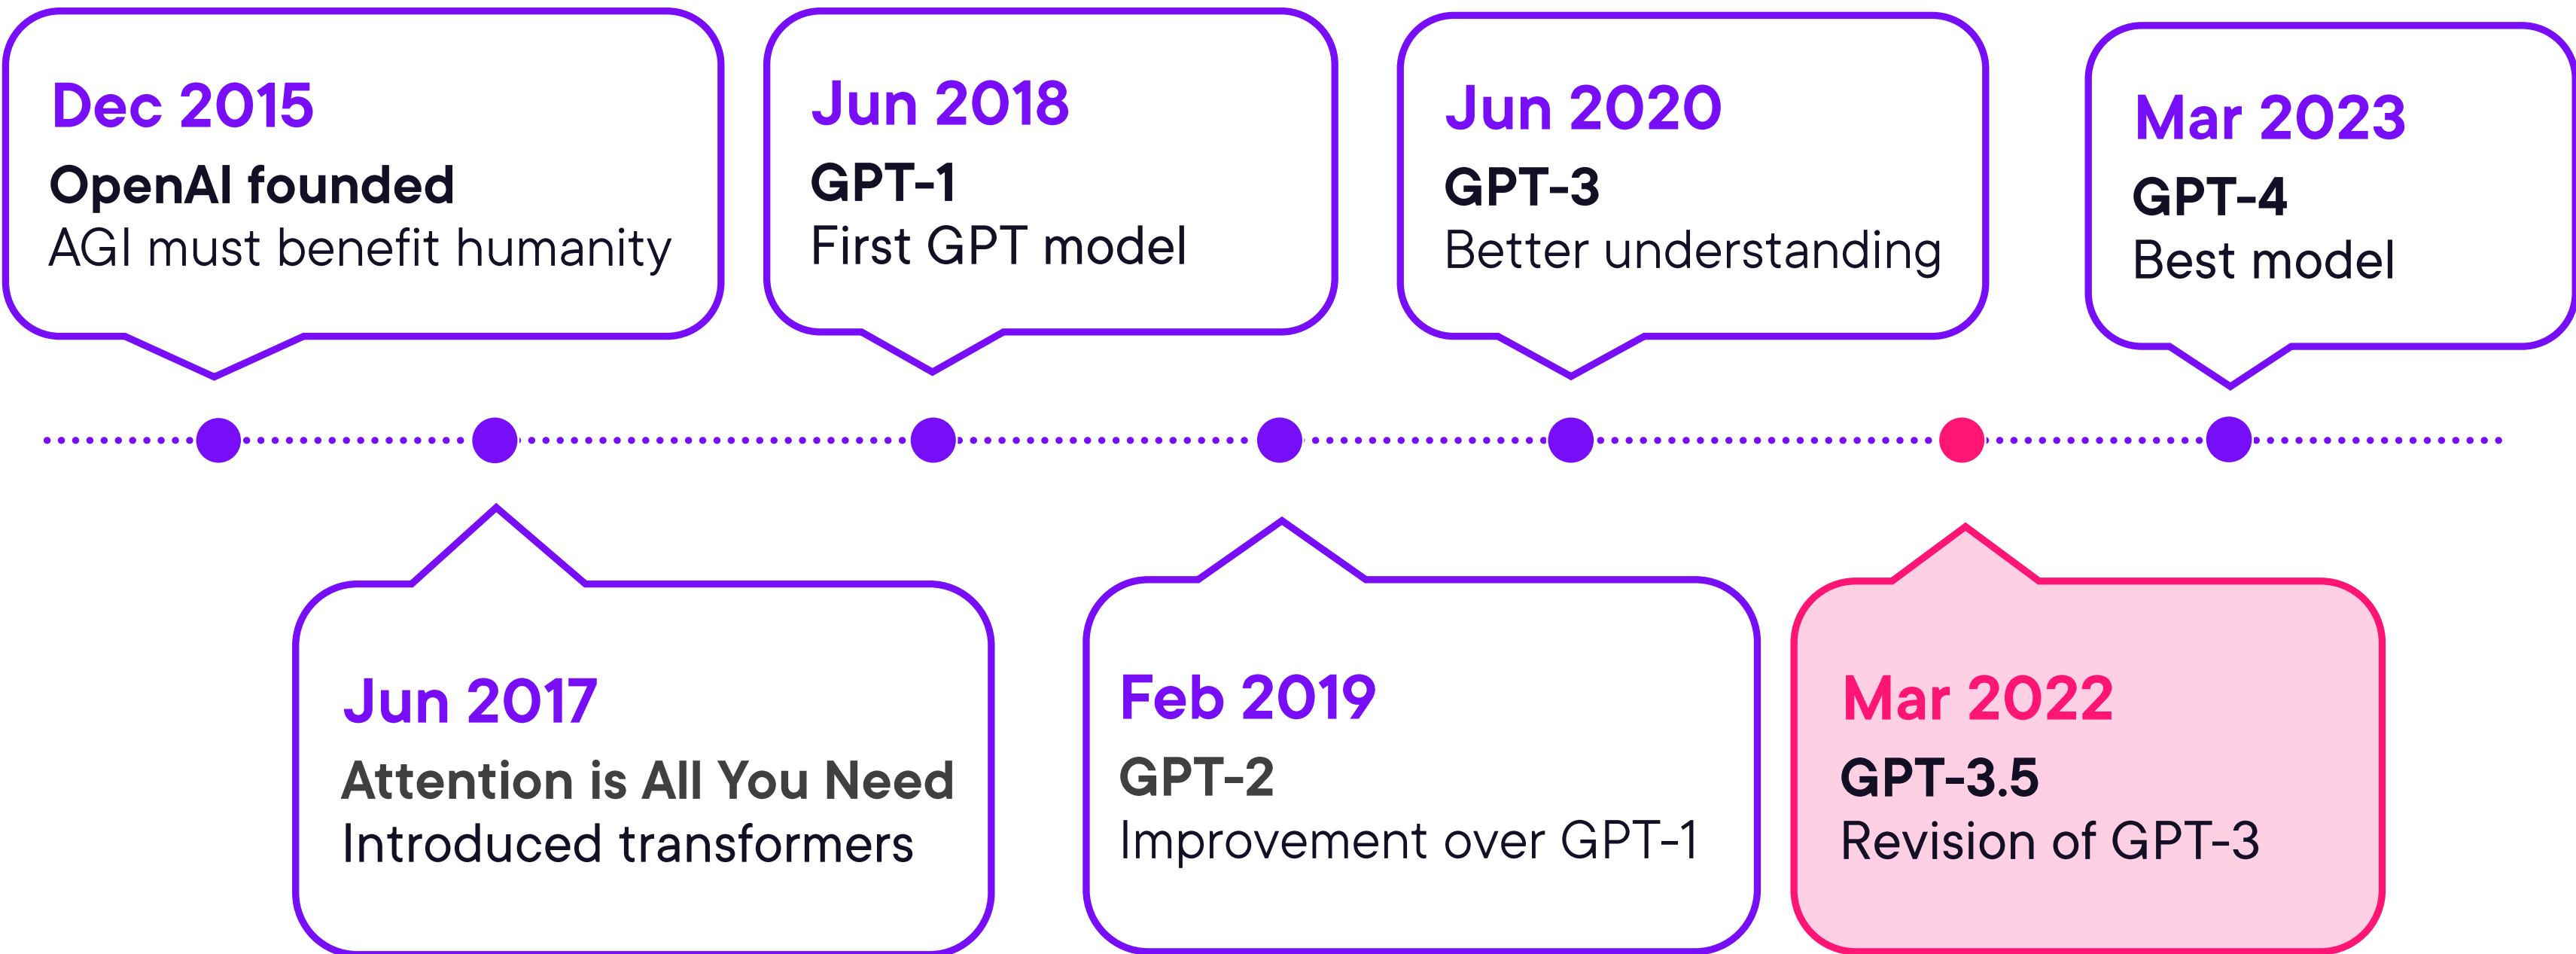 Dec 2015
OpenAI founded
AGI must benefit humanity
Jun 2017
Attention is All You Need
Introduced transformers
Jun 2018
GPT-1
First GPT model
Feb 2019
GPT-2
Improvement over GPT-1
Jun 2020
GPT-3
Better understanding
Mar 2022
GPT-3.5
Revision of GPT-3
Mar 2023
GPT-4
Best model